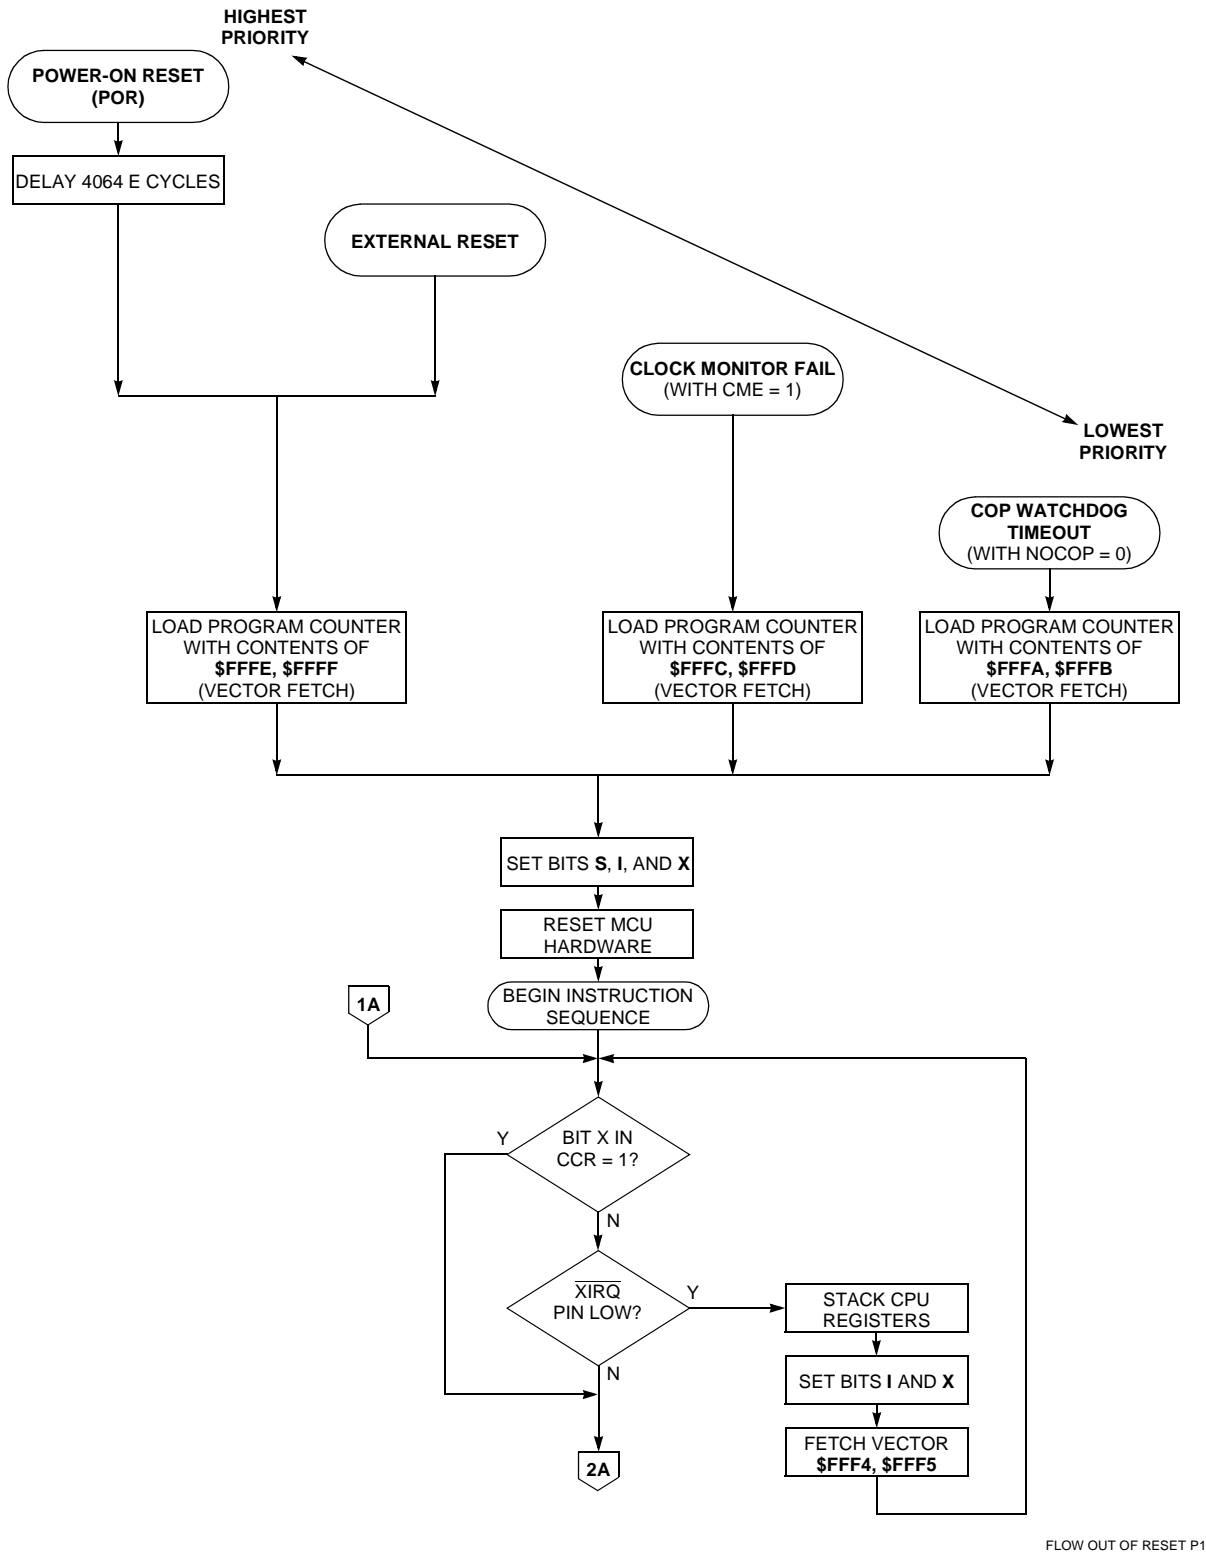 HIGHEST
PRIORITY
POWER-ON RESET
(POR)
DELAY 4064 E CYCLES
EXTERNAL RESET
CLOCK MONITOR FAIL
(WITH CME = 1)
LOWEST
PRIORITY
COP WATCHDOG
TIMEOUT
(WITH NOCOP = 0)
LOAD PROGRAM COUNTER
WITH CONTENTS OF
$FFFE, $FFFF
(VECTOR FETCH)
LOAD PROGRAM COUNTER
WITH CONTENTS OF
$FFFC, $FFFD
(VECTOR FETCH)
LOAD PROGRAM COUNTER
WITH CONTENTS OF
$FFFA, $FFFB
(VECTOR FETCH)
SET BITS S, I, AND X
RESET MCU
HARDWARE
BEGIN INSTRUCTION
SEQUENCE
1A
BIT X IN
CCR = 1?
Y
N
XIRQ
PIN LOW?
Y
N
STACK CPU
REGISTERS
SET BITS I AND X
FETCH VECTOR
$FFF4, $FFF5
2A
FLOW OUT OF RESET P1